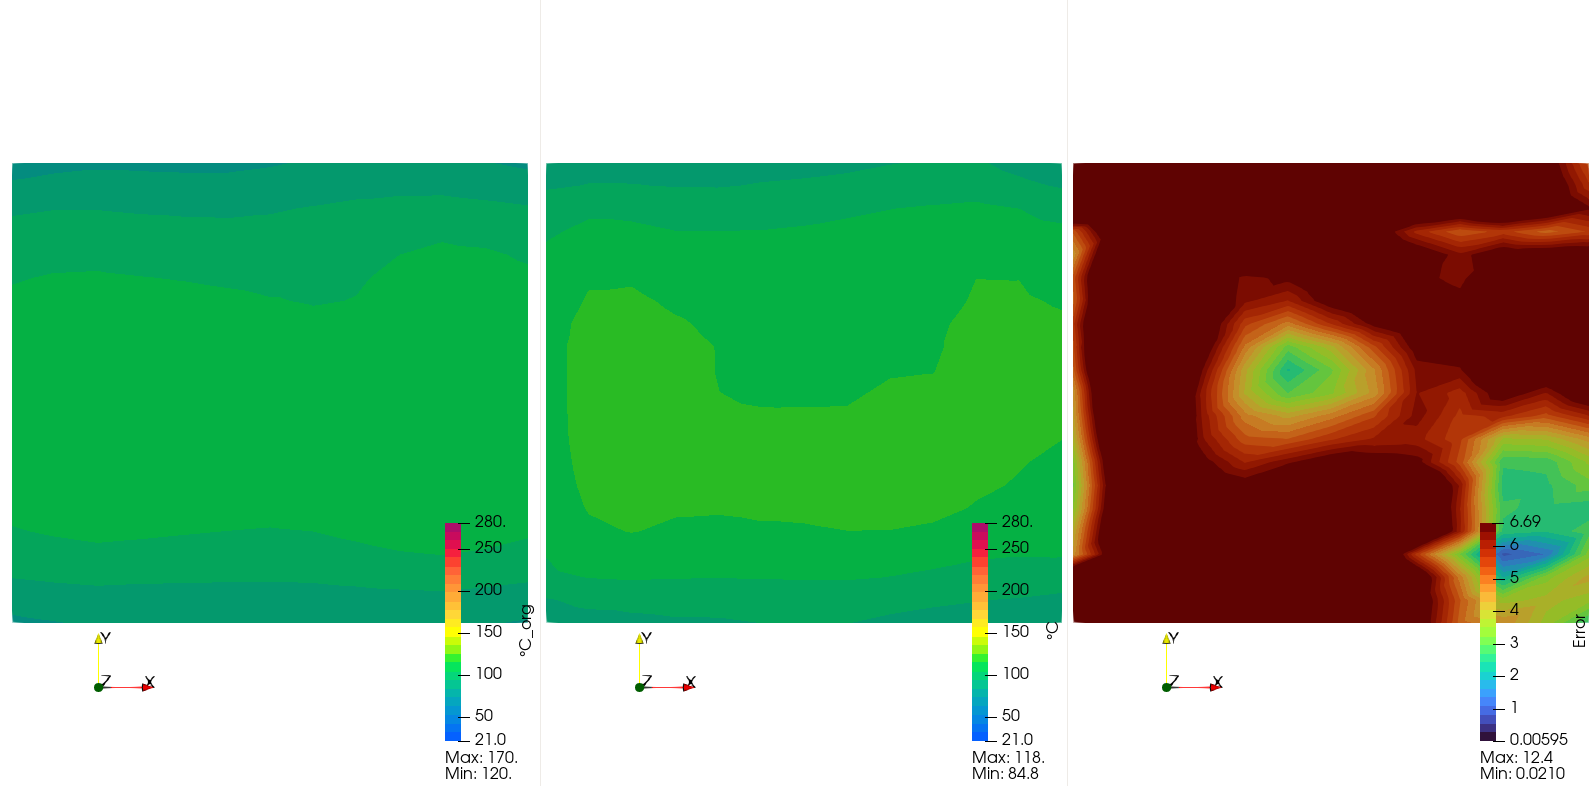 280.
250
200
150
100
50
21.0
°C_org
Max: 170.
Min: 120.
Y
Z
X
280.
250
200
150
100
50
21.0
°C
Max: 118.
Min: 84.8
Y
Z
X
6.69
6
5
4
3
2
1
0.00595
Error
Max: 12.4
Min: 0.0210
Y
Z
X